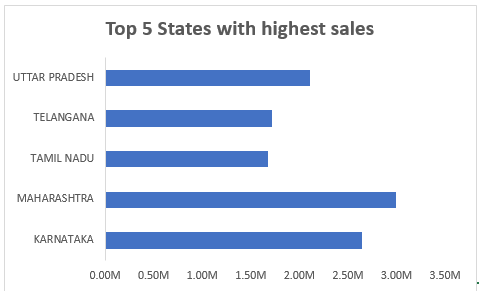 Top 5 States with highest sales
UTTAR PRADESH
TELANGANA
TAMIL NADU
MAHARASHTRA
KARNATAKA
0.00M 0.50M 1.00M 1.50M 2.00M 2.50M 3.00M 3.50M